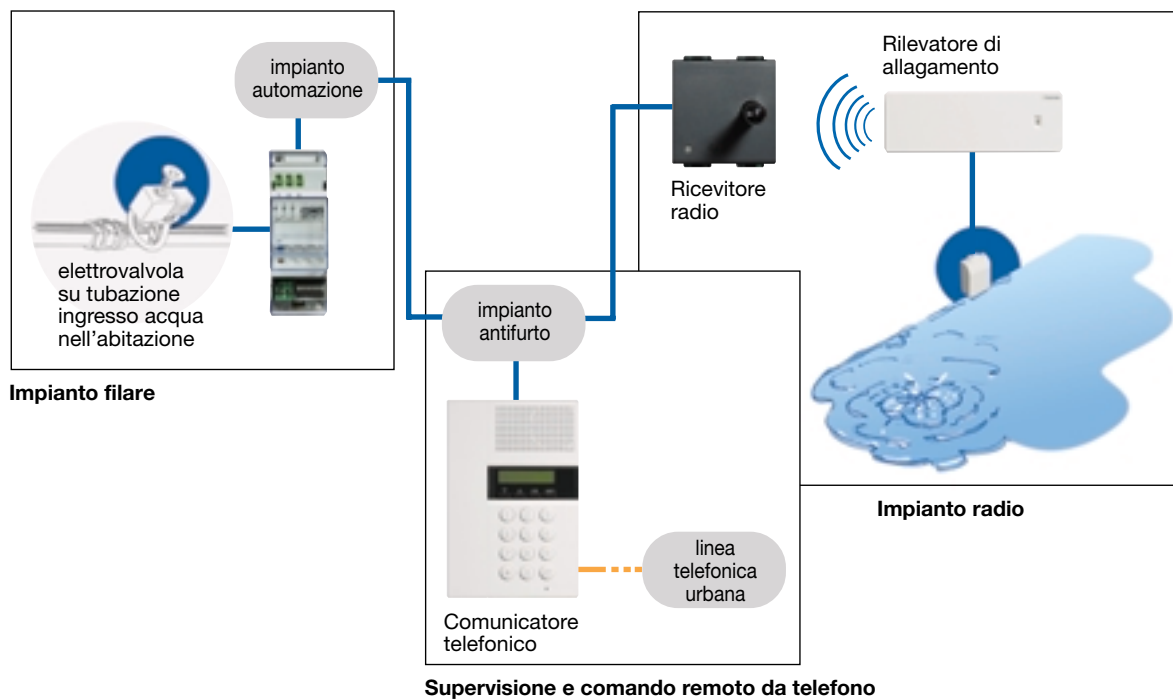 impianto
automazione
elettrovalvola
su tubazione
ingresso acqua
nell'abitazione
Impianto filare
Rilevatore di
allagamento
Ricevitore
radio
Impianto radio
impianto
antifurto
linea
telefonica
urbana
Comunicatore
telefonico
Supervisione e comando remoto da telefono